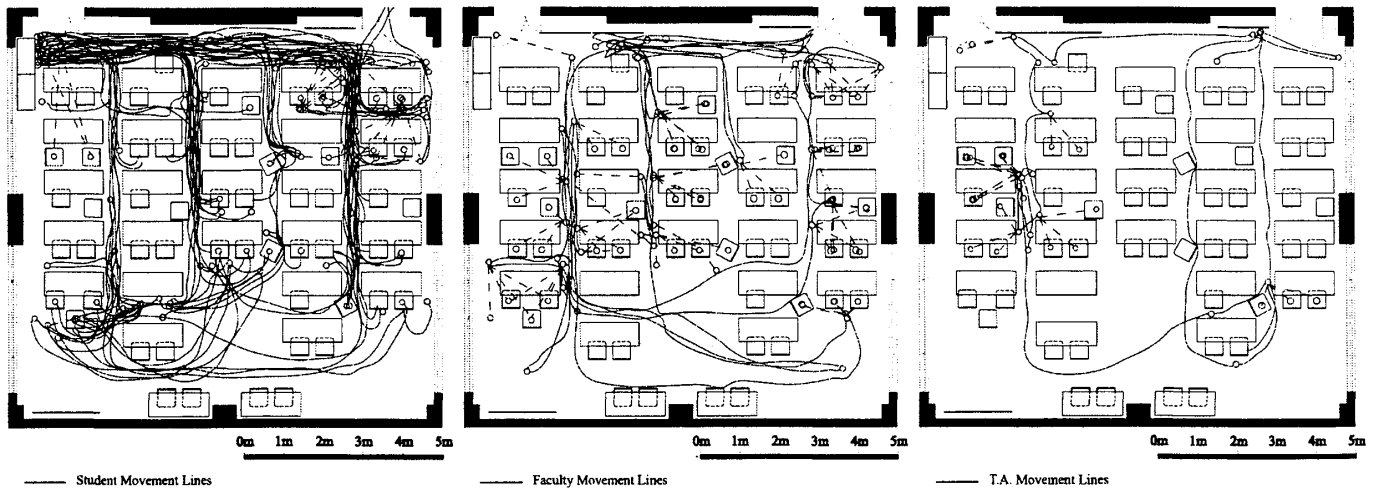 0m 1m 2m 3m 4m 5m
0m 1m 2m 3m 4m 5m
0m 1m 2m 3m 4m 5m
Student Movement Lines
Faculty Movement Lines
T.A. Movement Lines